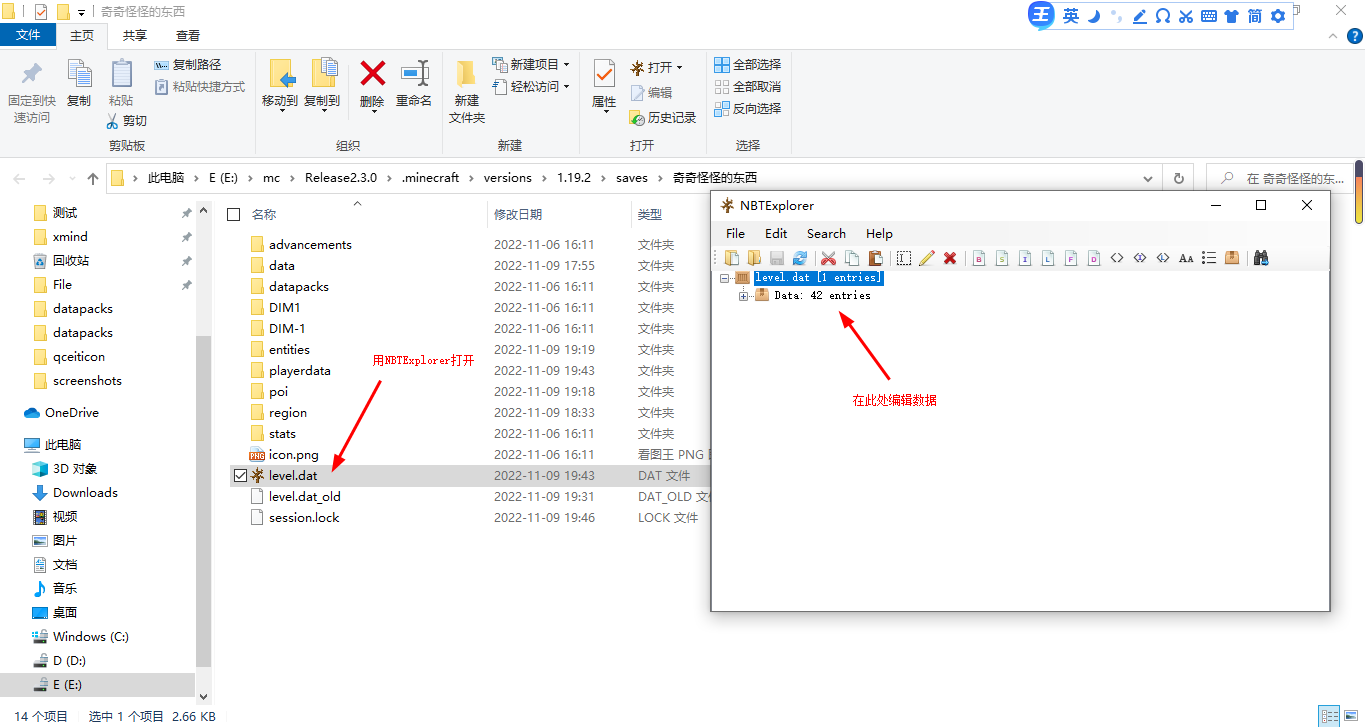 奇奇怪怪的东西
王 英 简
文件 主页 共享 查看
固定到快速访问
复制
粘贴
复制路径
粘贴快捷方式
剪切
移动到 复制到
删除 重命名
新建文件夹
新建项目
轻松访问
属性
打开
编辑
历史记录
全部选择
全部取消
反向选择
剪贴板 组织 新建 打开 选择
此电脑 E (E:) mc Release2.3.0 .minecraft versions 1.19.2 saves 奇奇怪怪的东西
在 奇奇怪怪的东...
测试
xmind
回收站
File
datapacks
datapacks
qceiticon
screenshots
OneDrive
此电脑
3D 对象
Downloads
视频
图片
文档
音乐
桌面
Windows (C:)
D (D:)
E (E:)
名称 修改日期 类型
advancements 2022-11-06 16:11 文件夹
data 2022-11-09 17:55 文件夹
datapacks 2022-11-06 16:11 文件夹
DIM1 2022-11-06 16:11 文件夹
DIM-1 2022-11-06 16:11 文件夹
entities 2022-11-09 19:19 文件夹
playerdata 2022-11-09 19:43 文件夹
poi 2022-11-09 19:18 文件夹
region 2022-11-09 18:33 文件夹
stats 2022-11-06 16:11 文件夹
icon.png 2022-11-06 16:11 看图王 PNG
level.dat 2022-11-09 19:43 DAT 文件
level.dat_old 2022-11-09 19:31 DAT_OLD 文
session.lock 2022-11-09 19:46 LOCK 文件
用NBTExplorer打开
NBTExplorer
File Edit Search Help
level.dat [1 entries]
Data: 42 entries
在此处编辑数据
14 个项目 选中 1 个项目 2.66 KB